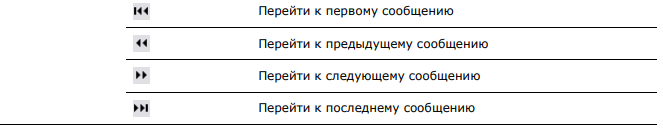 Перейти к первому сообщению
Перейти к предыдущему сообщению
Перейти к следующему сообщению
Перейти к последнему сообщению